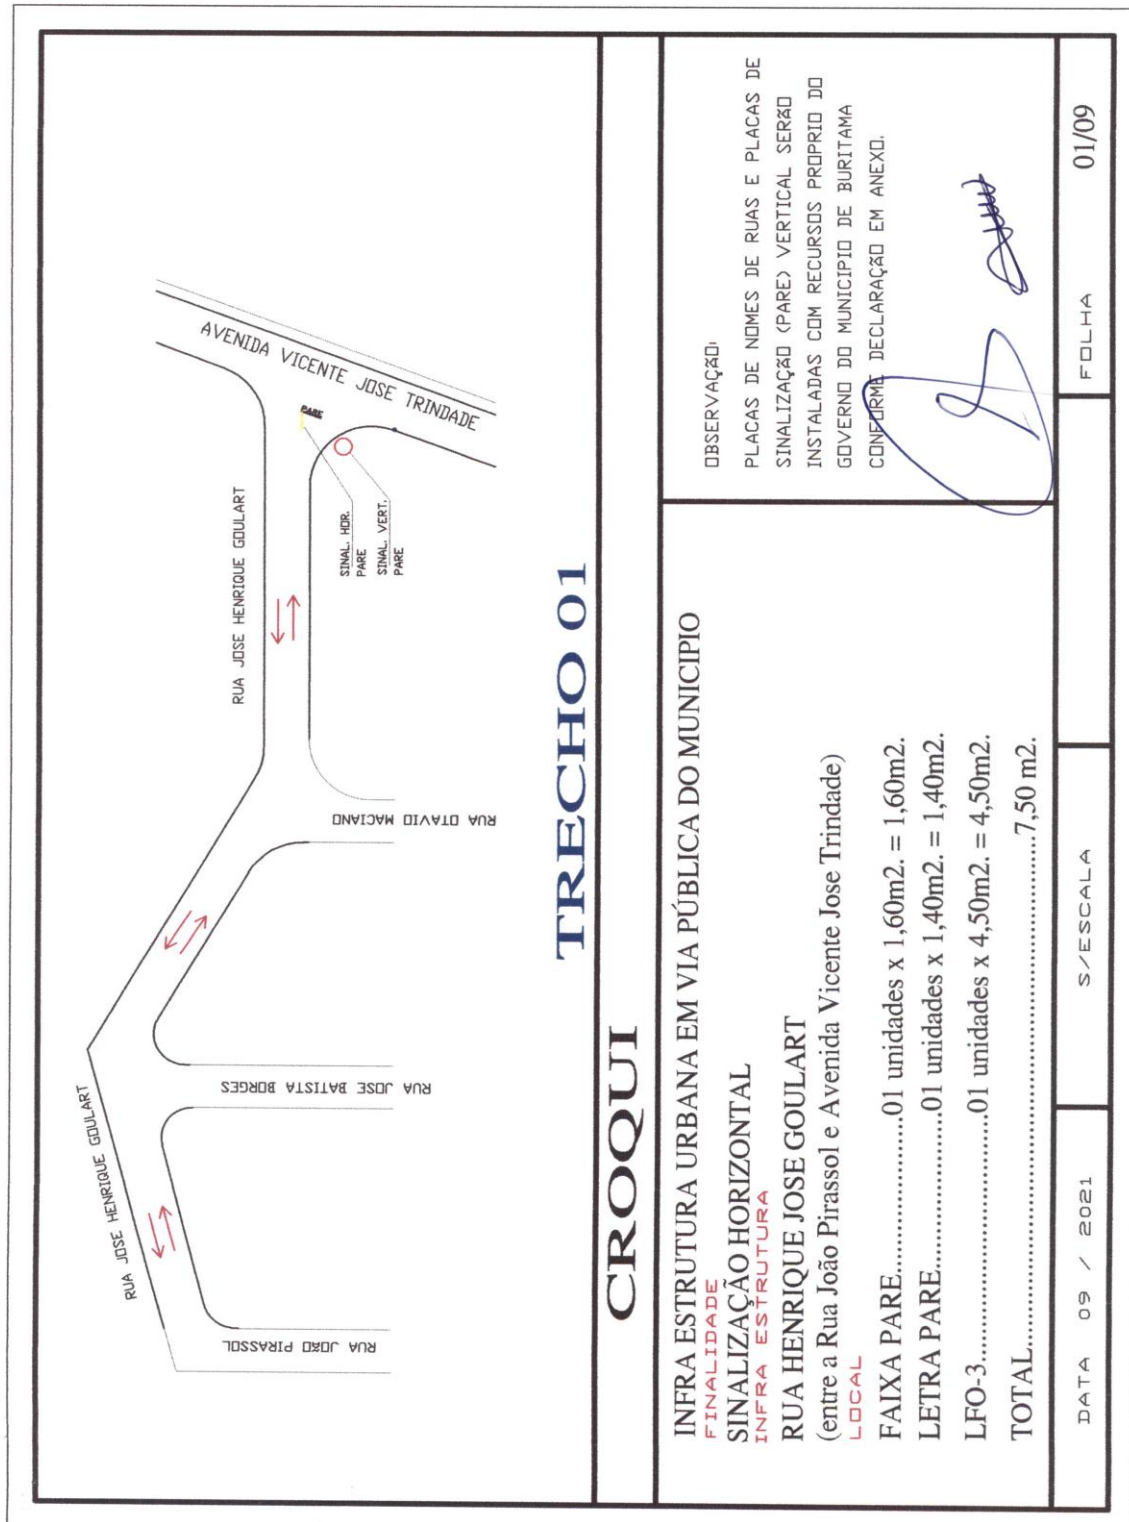 RUA JOSE HENRIQUE GOULART
RUA JOSE HENRIQUE GOULART
AVENIDA VICENTE JOSE TRINDADE
PARE
SINAL. HOR.
PARE
SINAL. VERT.
PARE
RUA JOÃO PIRASSOL
RUA JOSE BATISTA BORGES
RUA OTAVIO MACIANO
TRECHO 01
CROQUI
INFRA ESTRUTURA URBANA EM VIA PÚBLICA DO MUNICIPIO
FINALIDADE
SINALIZAÇÃO HORIZONTAL
INFRA ESTRUTURA
RUA HENRIQUE JOSE GOULART
(entre a Rua João Pirassol e Avenida Vicente Jose Trindade)
LOCAL
FAIXA PARE..............................01 unidades x 1,60m2. = 1,60m2.
LETRA PARE..............................01 unidades x 1,40m2. = 1,40m2.
LFO-3..............................01 unidades x 4,50m2. = 4,50m2.
TOTAL..............................7,50 m2.
OBSERVAÇÃO:
PLACAS DE NOMES DE RUAS E PLACAS DE
SINALIZAÇÃO (PARE) VERTICAL SERÃO
INSTALADAS COM RECURSOS PROPRIO DO
GOVERNO DO MUNICIPIO DE BURITAMA
CONFORME DECLARAÇÃO EM ANEXO.
DATA 09 / 2021
S/ESCALA
FOLHA 01/09